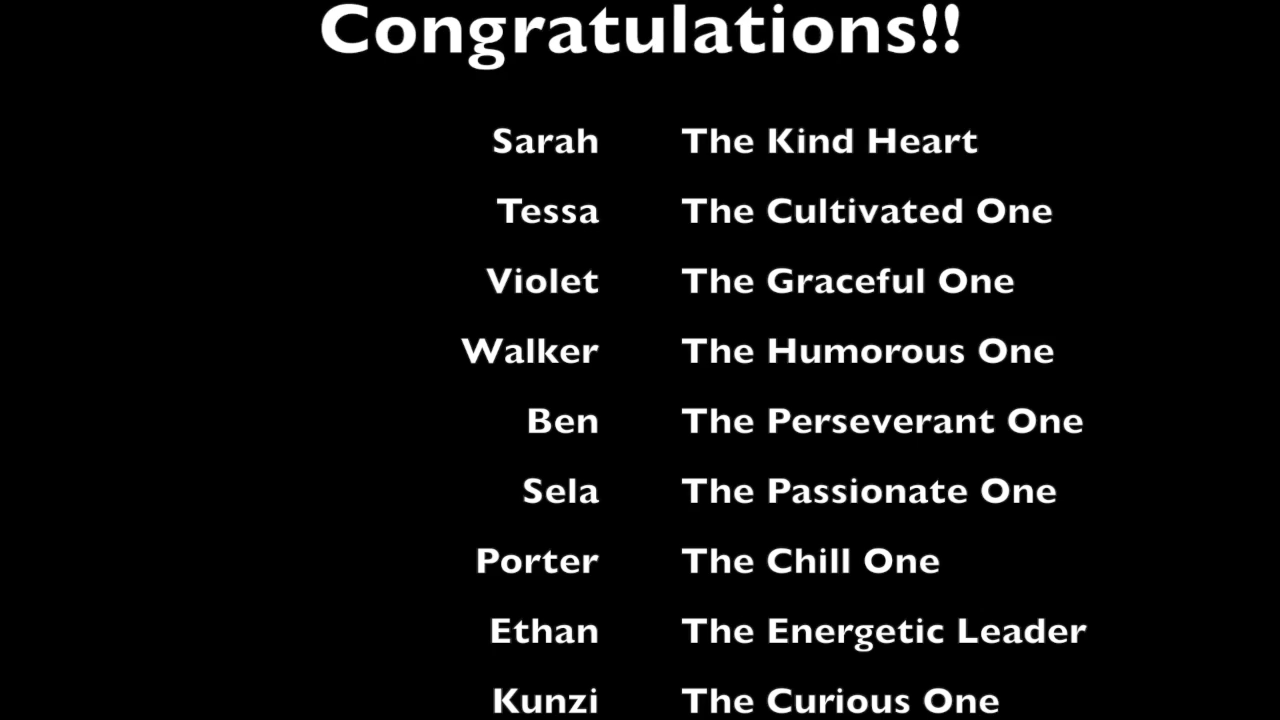 Congratulations!!
Sarah The Kind Heart
Tessa The Cultivated One
Violet The Graceful One
Walker The Humorous One
Ben The Perseverant One
Sela The Passionate One
Porter The Chill One
Ethan The Energetic Leader
Kunzi The Curious One